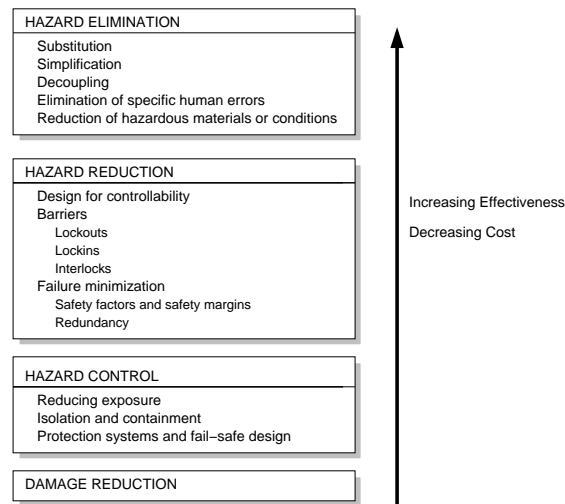 HAZARD ELIMINATION
Substitution
Simplification
Decoupling
Elimination of specific human errors
Reduction of hazardous materials or conditions
HAZARD REDUCTION
Design for controllability
Barriers
Lockouts
Lockins
Interlocks
Failure minimization
Safety factors and safety margins
Redundancy
HAZARD CONTROL
Reducing exposure
Isolation and containment
Protection systems and fail−safe design
DAMAGE REDUCTION
Increasing Effectiveness
Decreasing Cost